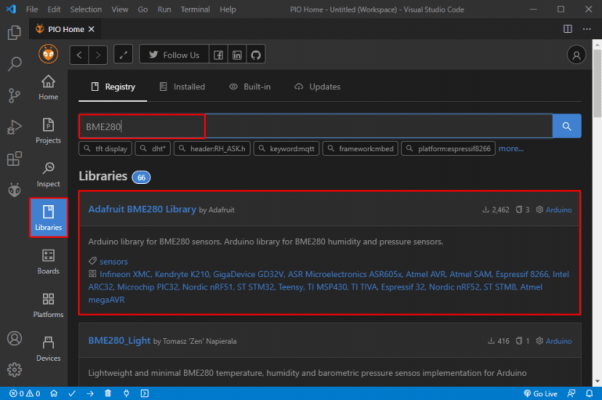 File Edit Selection View Go Run Terminal Help PIO Home - Untitled (Workspace) - Visual Studio Code
PIO Home
Follow Us
Registry Installed Built-in Updates
Home
Projects
Inspect
Libraries
Boards
Platforms
Devices
BME280
tft display dht* header:RH_ASK.h keyword:mqtt framework:mbed platform:espressif8266 more...
Libraries 66
Adafruit BME280 Library by Adafruit 2,462 3 Arduino
Arduino library for BME280 sensors. Arduino library for BME280 humidity and pressure sensors.
sensors
Infineon XMC, Kendryte K210, GigaDevice GD32V, ASR Microelectronics ASR605x, Atmel AVR, Atmel SAM, Espressif 8266, Intel
ARC32, Microchip PIC32, Nordic nRF51, ST STM32, Teensy, TI MSP430, TI TIVA, Espressif 32, Nordic nRF52, ST STM8, Atmel
megaAVR
BME280_Light by Tomasz 'Zen' Napierala 416 1 Arduino
Lightweight and minimal BME280 temperature, humidity and barometric pressure sensos implementation for Arduino
0 0 Go Live